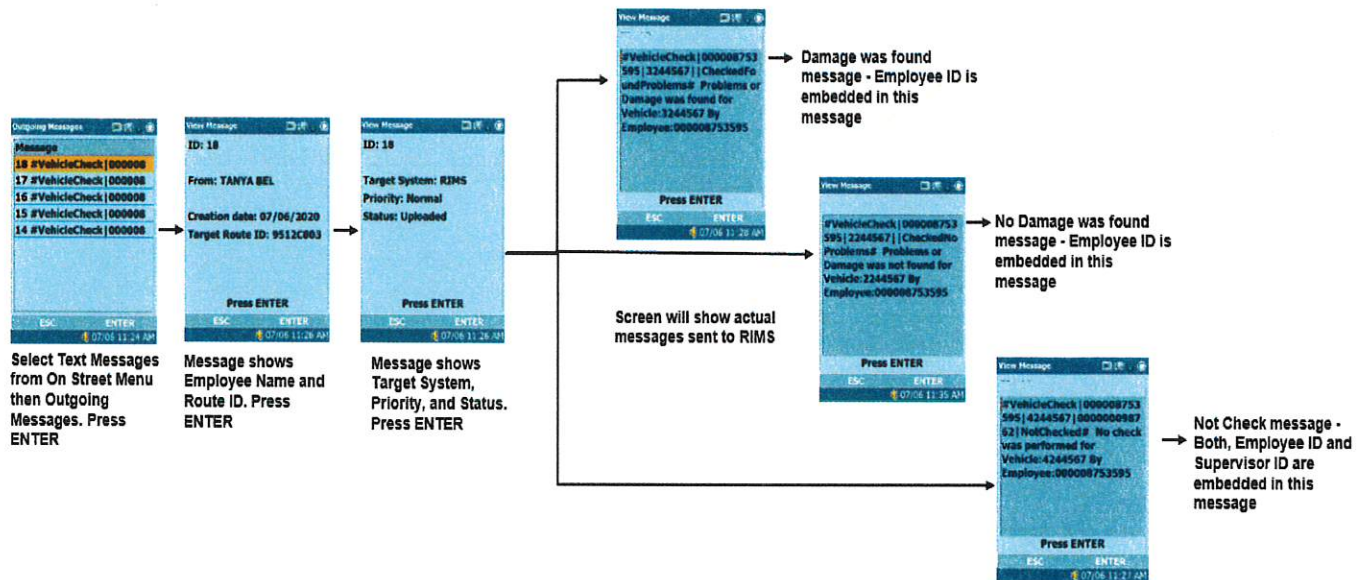 Outgoing Messages
Message
18 #VehicleCheck|000008
17 #VehicleCheck|000008
16 #VehicleCheck|000008
15 #VehicleCheck|000008
14 #VehicleCheck|000008
ESC ENTER
07/06 11:24 AM
Select Text Messages
from On Street Menu
then Outgoing
Messages. Press
ENTER
View Message
ID: 18
From: TANYA BEL
Creation date: 07/06/2020
Target Route ID: 9512C003
Press ENTER
ESC ENTER
07/06 11:26 AM
Message shows
Employee Name and
Route ID. Press
ENTER
View Message
ID: 18
Target System: RIMS
Priority: Normal
Status: Uploaded
Press ENTER
ESC ENTER
07/06 11:26 AM
Message shows
Target System,
Priority, and Status.
Press ENTER
View Message
#VehicleCheck|000008753
595|3244567||CheckedFo
undProblems# Problems or
Damage was found for
Vehicle:3244567 By
Employee:000008753595
Press ENTER
ESC ENTER
07/06 11:28 AM
Damage was found
message - Employee ID is
embedded in this
message
View Message
#VehicleCheck|000008753
595|2244567||CheckedNo
Problems# Problems or
Damage was not found for
Vehicle:2244567 By
Employee:000008753595
Press ENTER
ESC ENTER
07/06 11:35 AM
No Damage was found
message - Employee ID is
embedded in this
message
Screen will show actual
messages sent to RIMS
View Message
#VehicleCheck|000008753
595|4244567|0000000987
62|NotChecked# No check
was performed for
Vehicle:4244567 By
Employee:000008753595
Press ENTER
ESC ENTER
07/06 11:27 AM
Not Check message -
Both, Employee ID and
Supervisor ID are
embedded in this
message